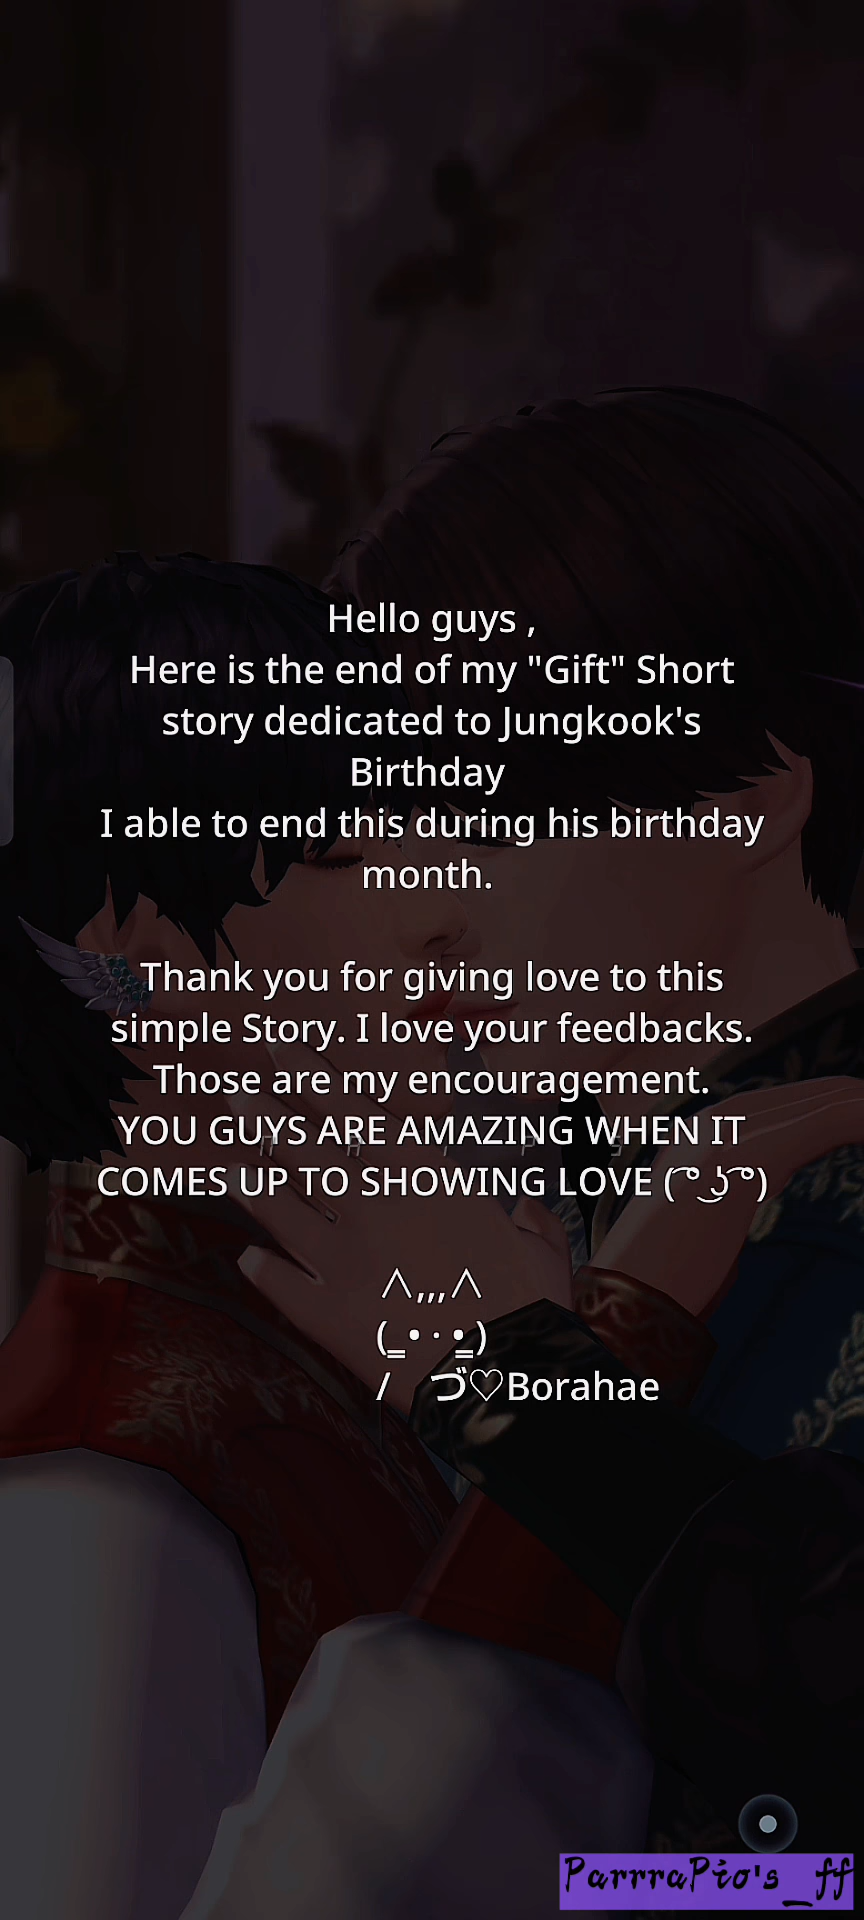 Hello guys ,
Here is the end of my "Gift" Short
story dedicated to Jungkook's
Birthday
I able to end this during his birthday
month.
Thank you for giving love to this
simple Story. I love your feedbacks.
Those are my encouragement.
YOU GUYS ARE AMAZING WHEN IT
COMES UP TO SHOWING LOVE ( ͡° ͜ʖ ͡°)
∧,,,∧
( ̳• · • ̳)
/ づ♡Borahae
ParrraPio's_ff